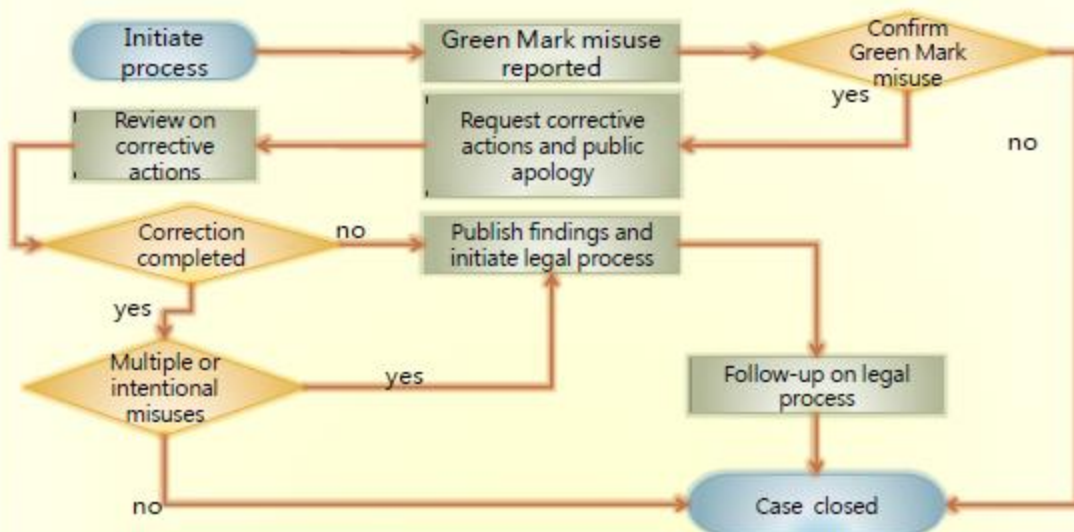 Initiate
process
Green Mark misuse
reported
Confirm
Green Mark
misuse
yes
no
Request corrective
actions and public
apology
Review on
corrective
actions
Correction
completed
no
Publish findings and
initiate legal process
yes
Multiple or
intentional
misuses
yes
Follow-up on legal
process
no
Case closed